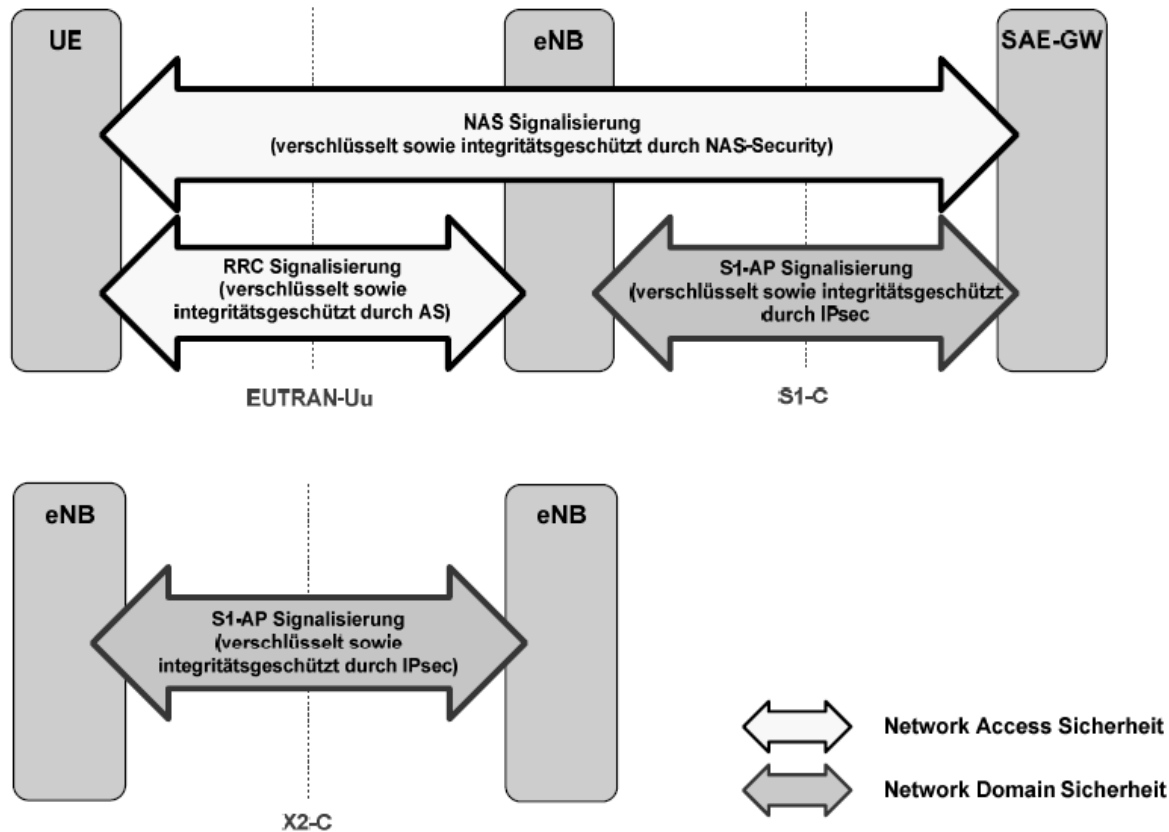 UE
eNB
SAE-GW
NAS Signalisierung
(verschlüsselt sowie integritätsgeschützt durch NAS-Security)
RRC Signalisierung
(verschlüsselt sowie
integritätsgeschützt durch AS)
S1-AP Signalisierung
(verschlüsselt sowie integritätsgeschützt
durch IPsec
EUTRAN-Uu
S1-C
eNB
eNB
S1-AP Signalisierung
(verschlüsselt sowie
integritätsgeschützt durch IPsec)
X2-C
Network Access Sicherheit
Network Domain Sicherheit